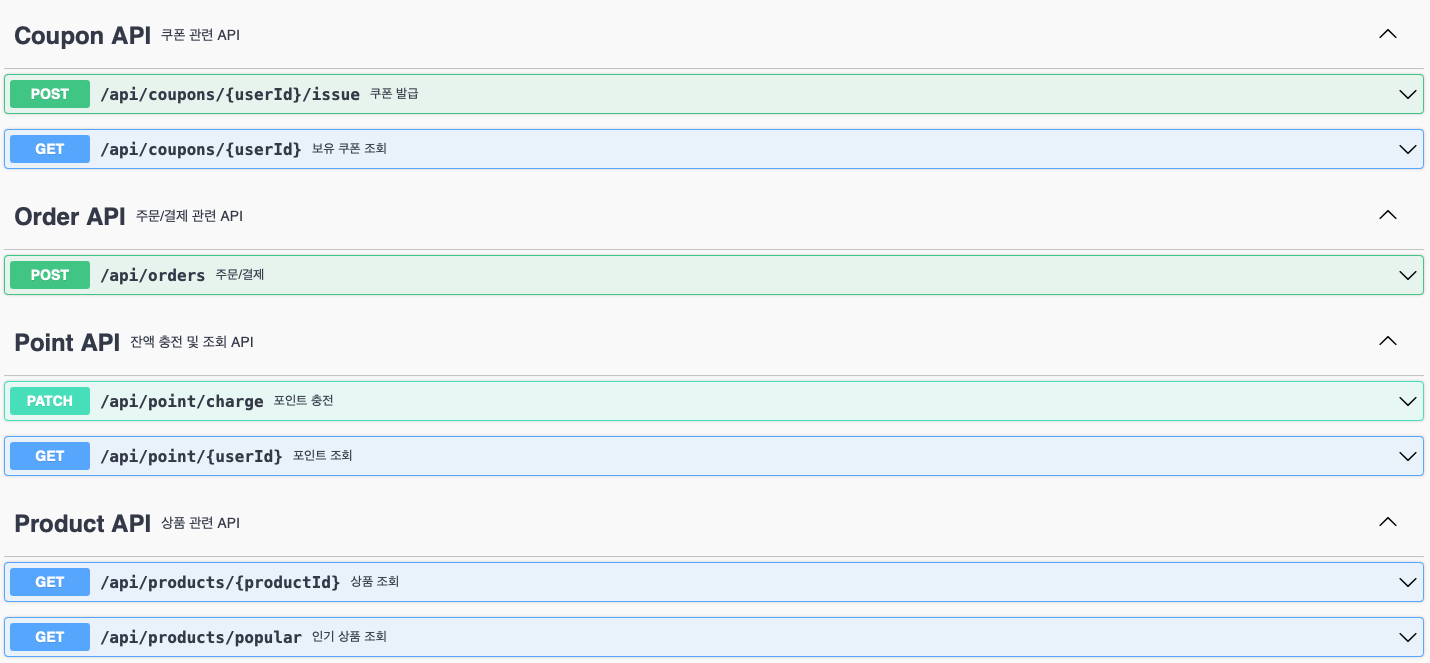 Coupon API 쿠폰 관련 API
POST /api/coupons/{userId}/issue 쿠폰 발급
GET /api/coupons/{userId} 보유 쿠폰 조회
Order API 주문/결제 관련 API
POST /api/orders 주문/결제
Point API 잔액 충전 및 조회 API
PATCH /api/point/charge 포인트 충전
GET /api/point/{userId} 포인트 조회
Product API 상품 관련 API
GET /api/products/{productId} 상품 조회
GET /api/products/popular 인기 상품 조회